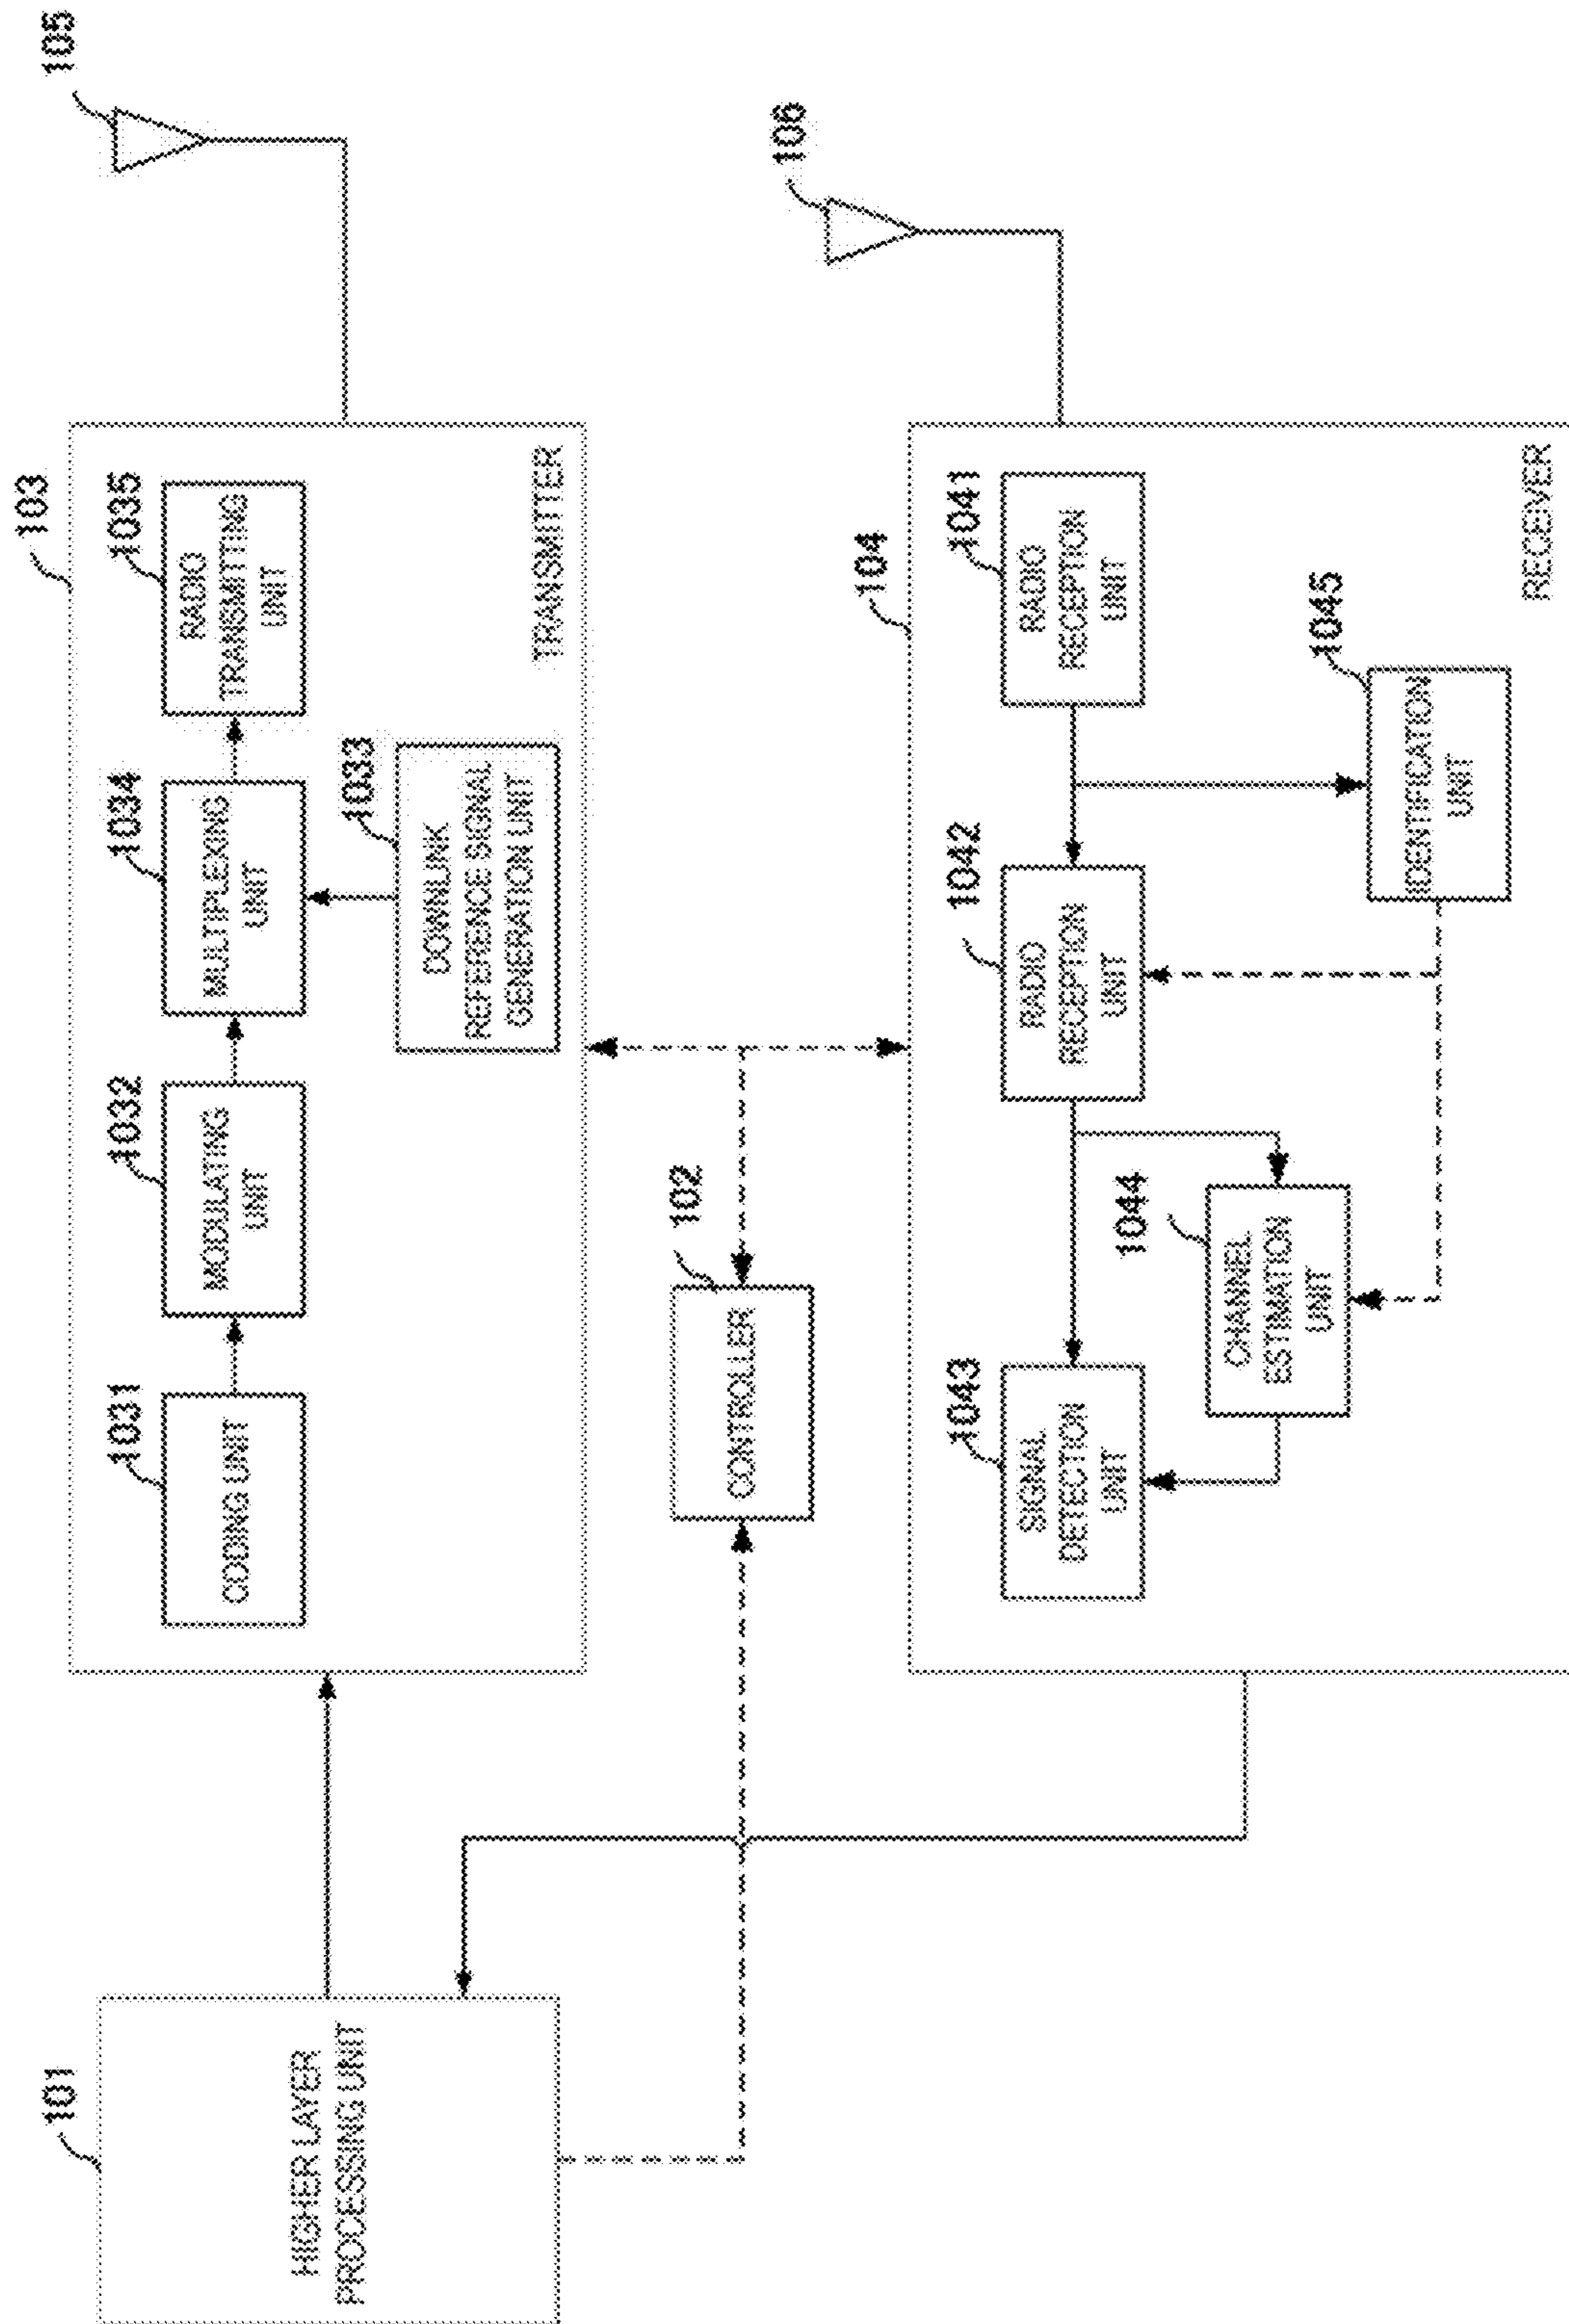 101
HIGHER LAYER
PROCESSING UNIT
103
TRANSMITTER
1031
CODING UNIT
1032
MODULATING
UNIT
1034
MULTIPLEXING
UNIT
1035
RADIO
TRANSMITTING
UNIT
1033
DOWNLINK
REFERENCE SIGNAL
GENERATION UNIT
105
102
CONTROLLER
106
104
1043
SIGNAL
DETECTION
UNIT
1042
RADIO
RECEPTION
UNIT
1041
RADIO
RECEPTION
UNIT
1044
CHANNEL
ESTIMATION
UNIT
1045
IDENTIFICATION
UNIT
RECEIVER